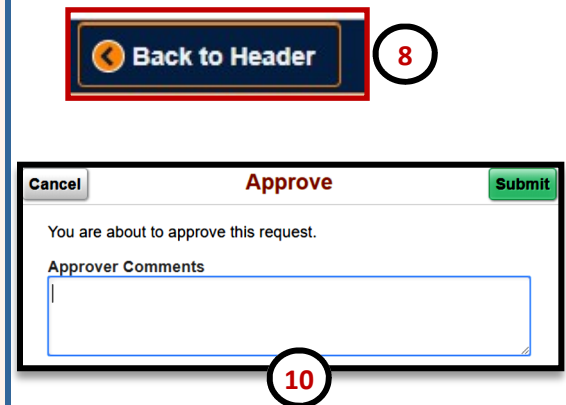 Back to Header
8
Cancel Approve Submit
You are about to approve this request.
Approver Comments
10